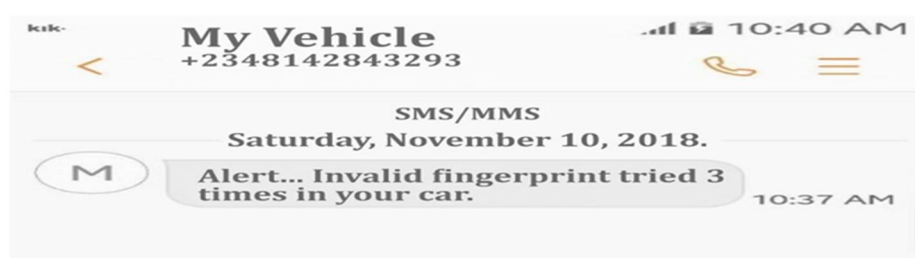 kik·
10:40 AM
My Vehicle
+2348142843293
<
SMS/MMS
Saturday, November 10, 2018.
M
Alert... Invalid fingerprint tried 3
times in your car.
10:37 AM